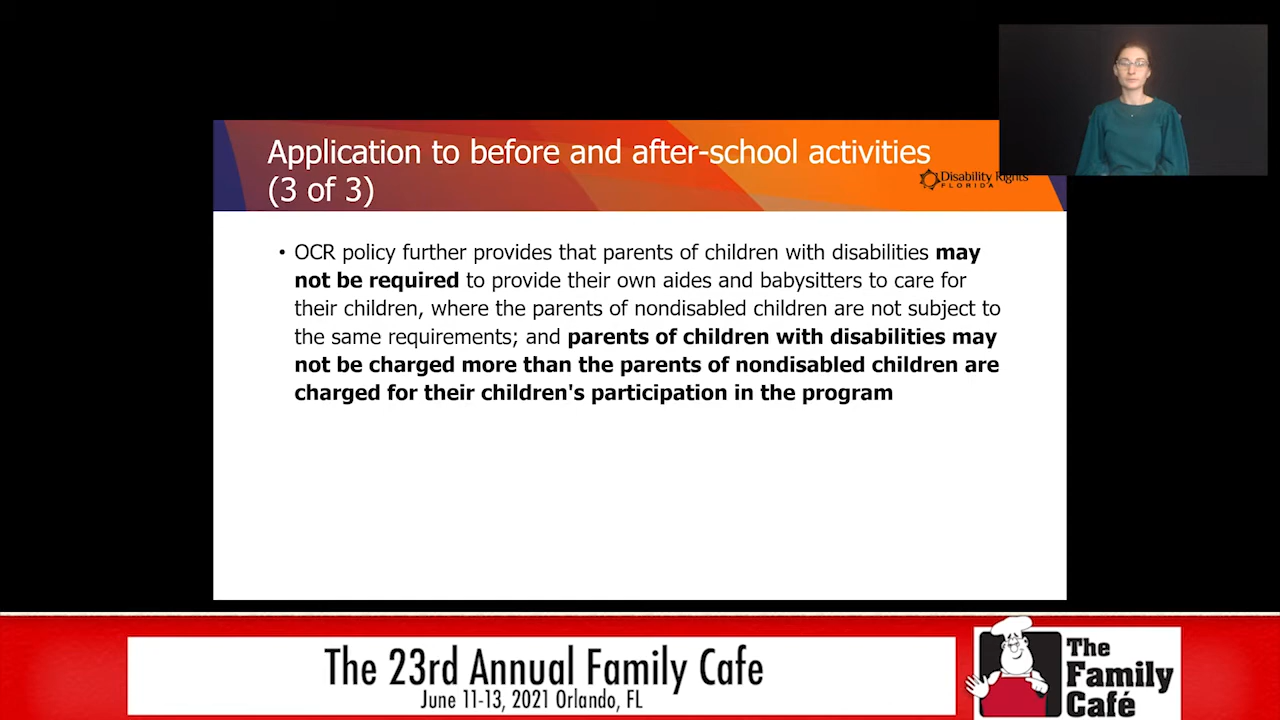 Application to before and after-school activities
(3 of 3)
Disability Rights
FLORIDA
• OCR policy further provides that parents of children with disabilities may
not be required to provide their own aides and babysitters to care for
their children, where the parents of nondisabled children are not subject to
the same requirements; and parents of children with disabilities may
not be charged more than the parents of nondisabled children are
charged for their children's participation in the program
The 23rd Annual Family Cafe
June 11-13, 2021 Orlando, FL
The
Family
Café